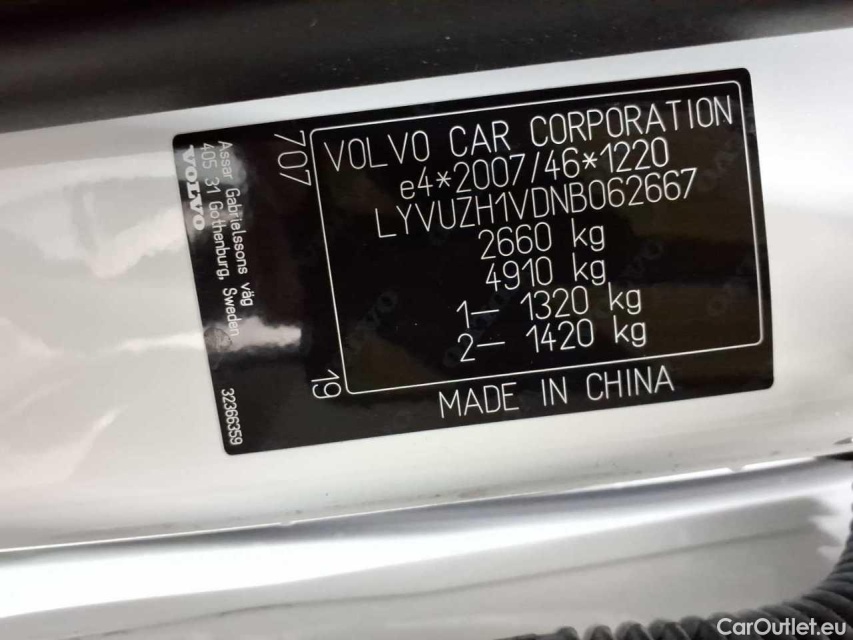 VOLVO CAR CORPORATION
e4*2007/46*1220
LYVUZH1VDNB062667
2660 kg
4910 kg
1– 1320 kg
2– 1420 kg
MADE IN CHINA
707
19
Assar Gabrielssons väg
405 31 Gothenburg, Sweden
VOLVO
32366359
CarOutlet.eu